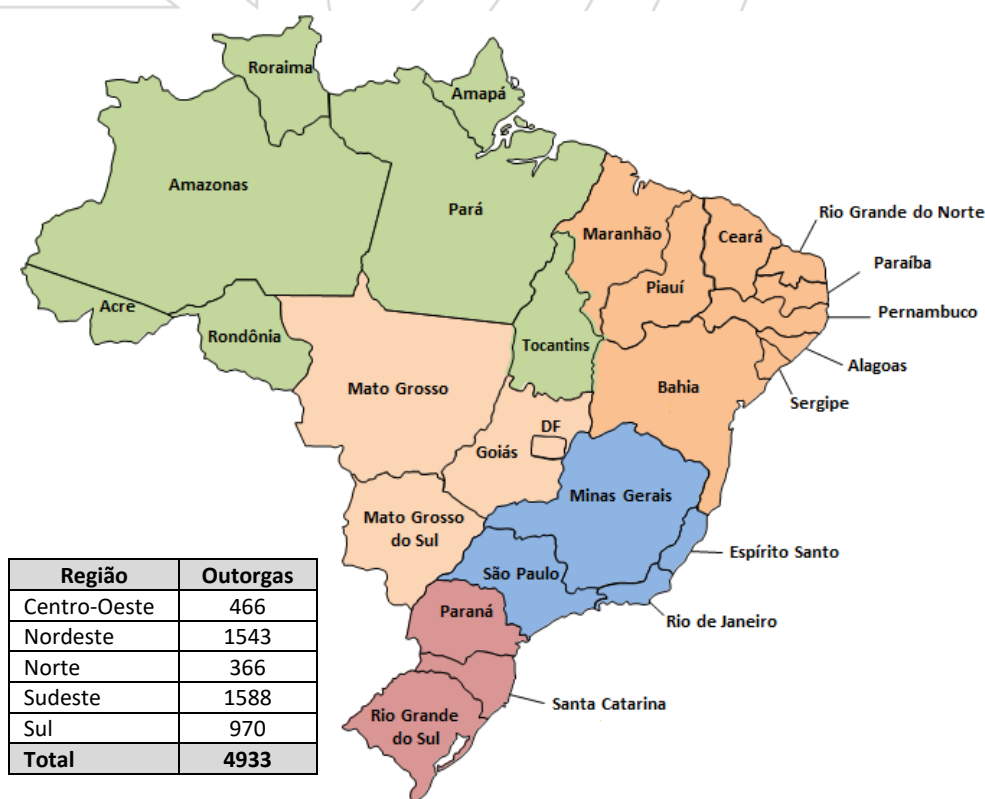 Roraima
Amapá
Amazonas
Pará
Rio Grande do Norte
Maranhão
Ceará
Paraíba
Piauí
Acre
Pernambuco
Rondônia
Tocantins
Alagoas
Mato Grosso
Bahia
Sergipe
DF
Goiás
Minas Gerais
Mato Grosso
do Sul
Espírito Santo
São Paulo
Paraná
Rio de Janeiro
Santa Catarina
Rio Grande
do Sul
Região Outorgas
Centro-Oeste 466
Nordeste 1543
Norte 366
Sudeste 1588
Sul 970
Total 4933